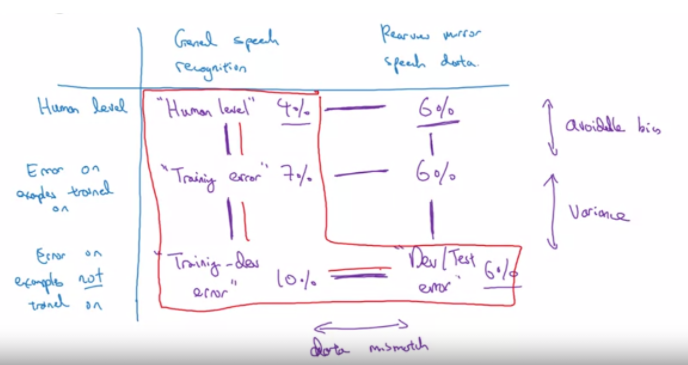 General speech
recognition
Rearview mirror
speech data.
Human level
"Human level" 4%
6%
avoidable bias
Error on
examples trained
on
"Training error" 7%
6%
Variance
Error on
examples not
trained on
"Training-dev
error"
10%
"Dev/Test
error"
6%
data mismatch